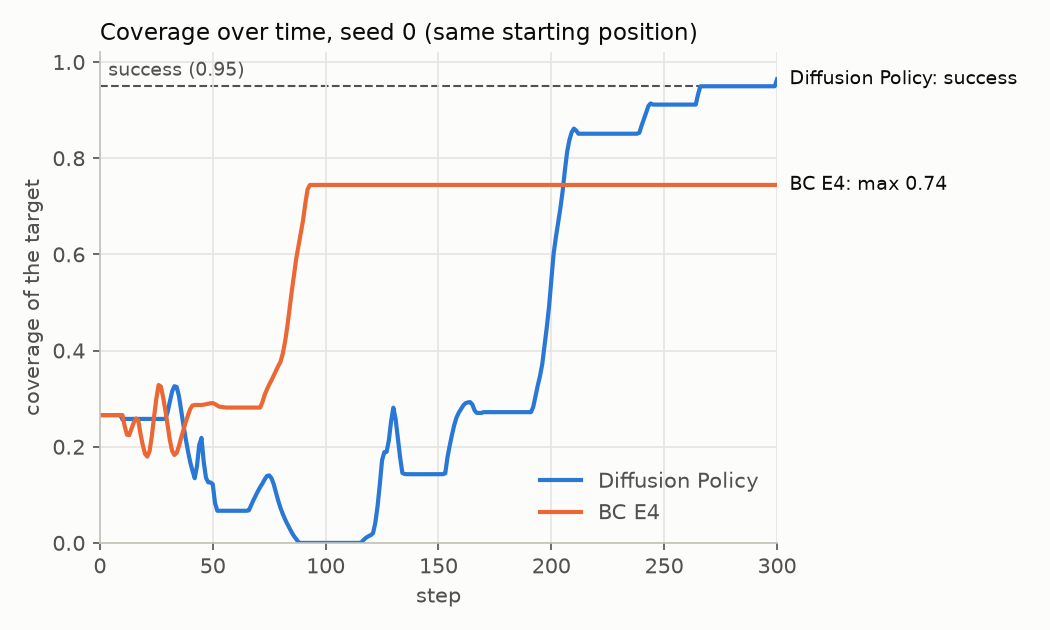 Coverage over time, seed 0 (same starting position)
1.0
success (0.95)
Diffusion Policy: success
0.8
BC E4: max 0.74
0.6
0.4
0.2
0.0
coverage of the target
Diffusion Policy
BC E4
0 50 100 150 200 250 300
step